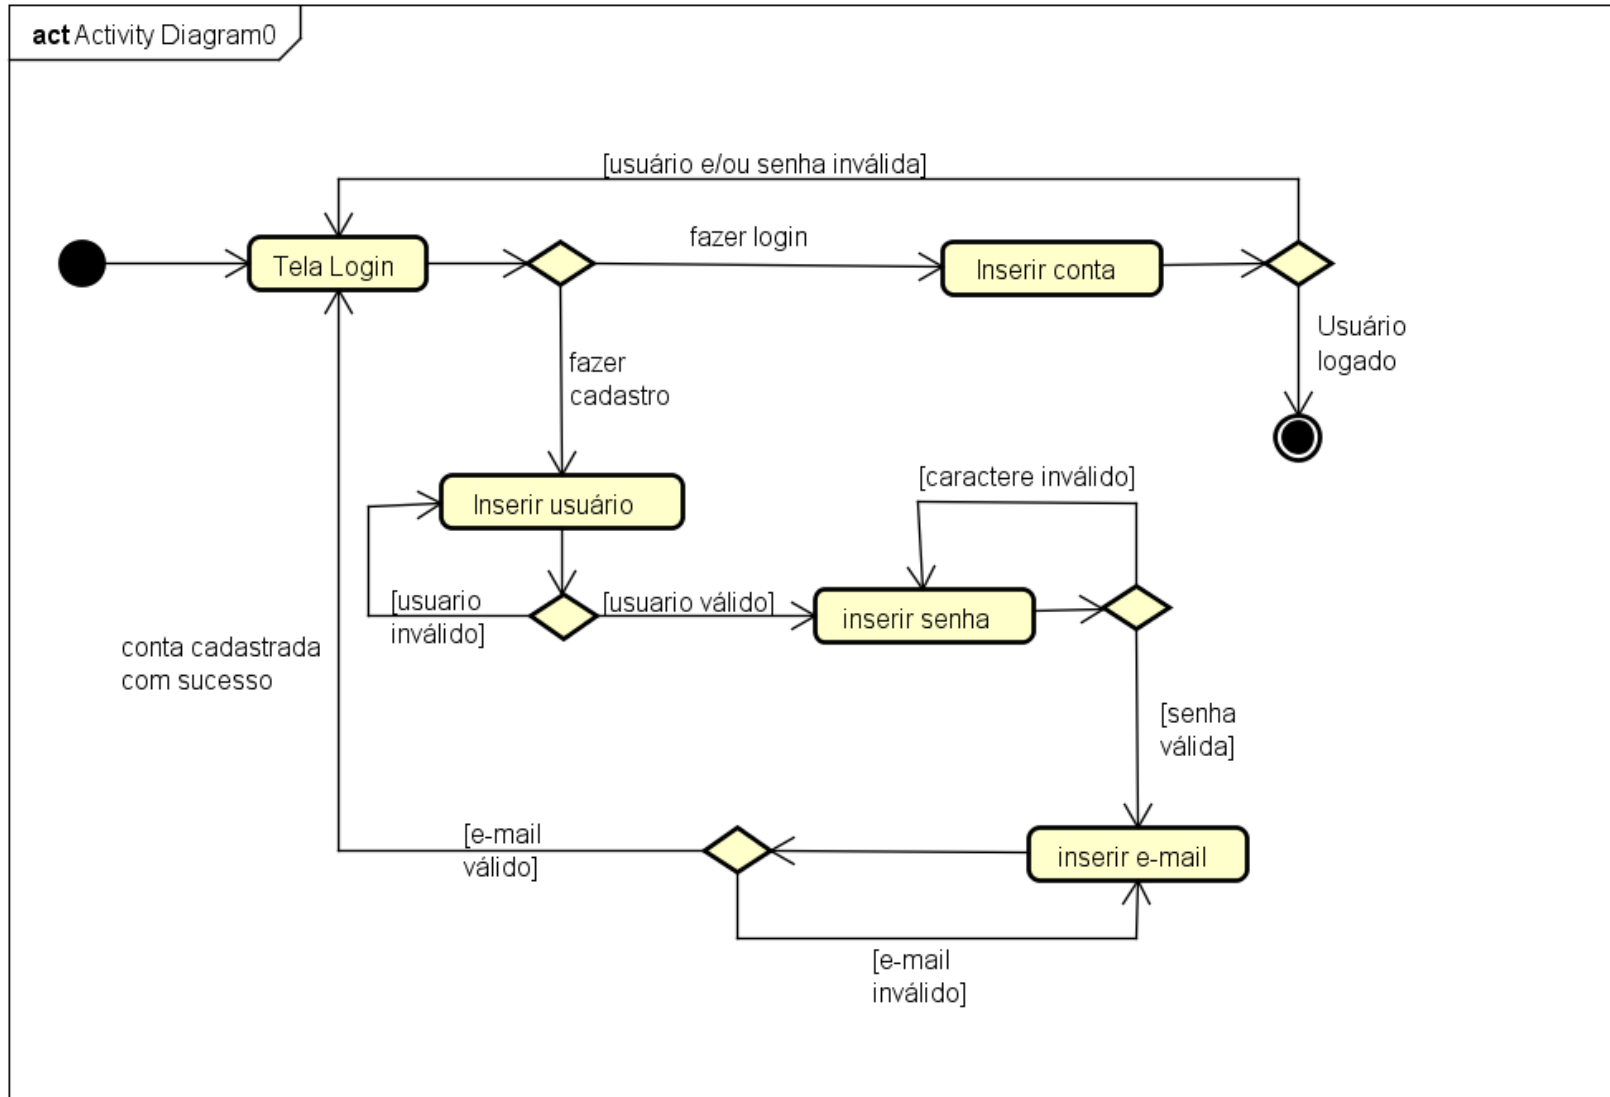 act Activity Diagram0
[usuário e/ou senha inválida]
fazer login
Tela Login
Inserir conta
Usuário
logado
fazer
cadastro
[caractere inválido]
Inserir usuário
[usuario
inválido]
[usuario válido]
inserir senha
conta cadastrada
com sucesso
[senha
válida]
[e-mail
válido]
inserir e-mail
[e-mail
inválido]